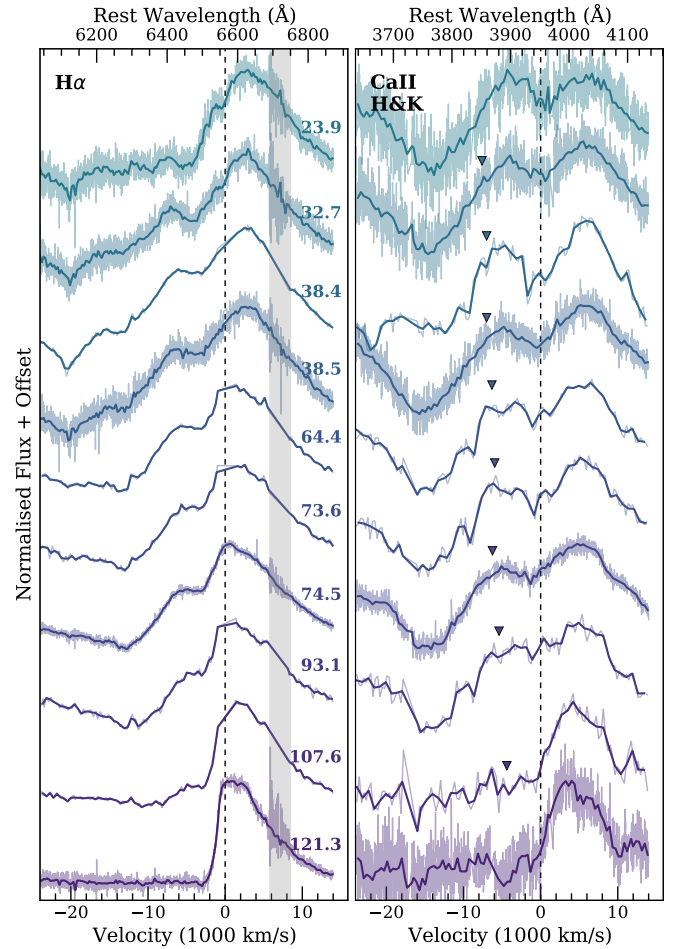 Rest Wavelength (Å)
Rest Wavelength (Å)
6200 6400 6600 6800
3700 3800 3900 4000 4100
Hα
CaII
H&K
23.9
32.7
38.4
38.5
64.4
73.6
74.5
93.1
107.6
121.3
Normalised Flux + Offset
−20 −10 0 10
−20 −10 0 10
Velocity (1000 km/s)
Velocity (1000 km/s)